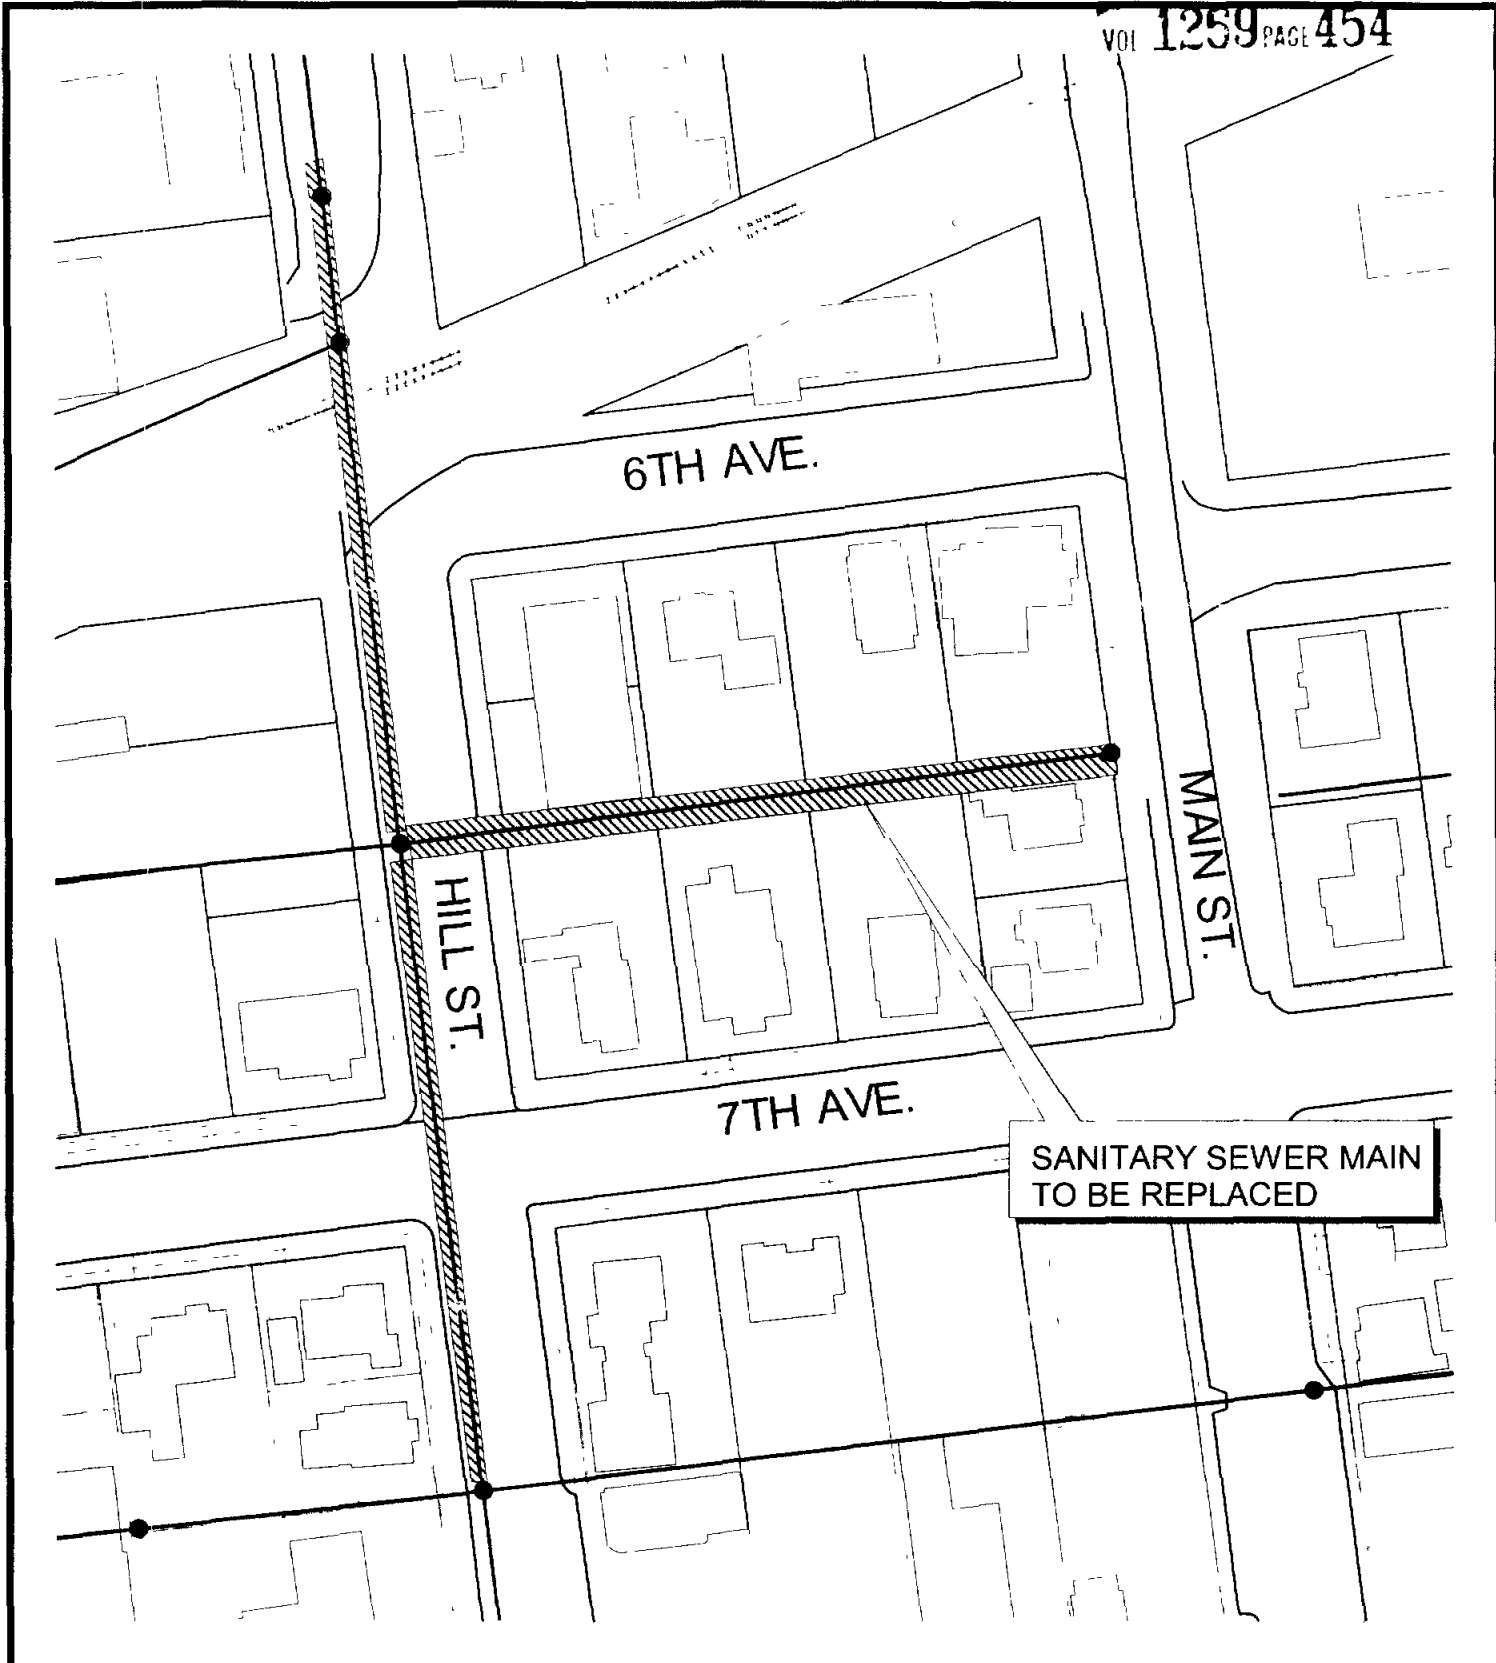 VOL 1259 PAGE 454
6TH AVE.
MAIN ST.
HILL ST.
7TH AVE.
SANITARY SEWER MAIN
TO BE REPLACED